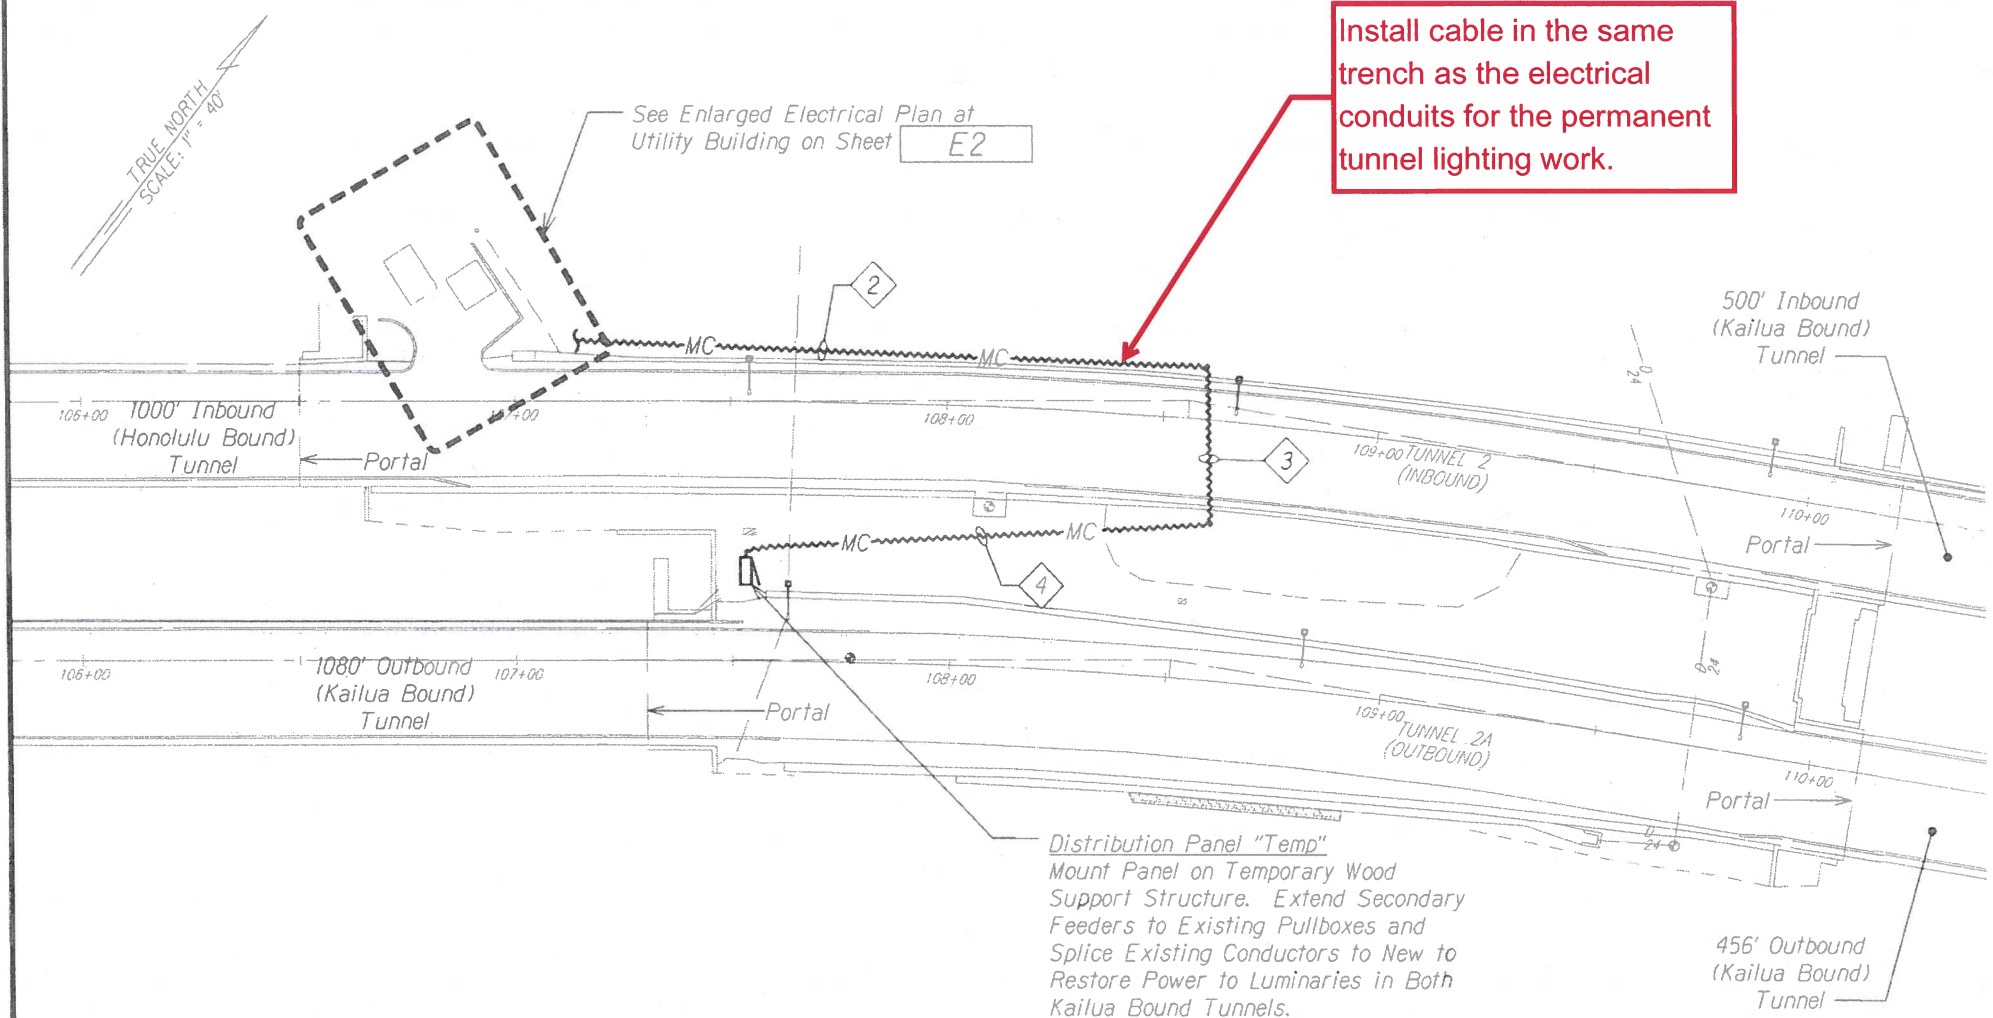 Install cable in the same
trench as the electrical
conduits for the permanent
tunnel lighting work.
TRUE NORTH
SCALE: 1" = 40'
See Enlarged Electrical Plan at
Utility Building on Sheet E2
2
500' Inbound
(Kailua Bound)
Tunnel
MC
MC
D
24
106+00
1000' Inbound
(Honolulu Bound)
Tunnel
107+00
108+00
Portal
3
109+00
TUNNEL 2
(INBOUND)
110+00
Portal
MC
MC
4
24
106+00
1080' Outbound
(Kailua Bound)
Tunnel
107+00
108+00
Portal
109+00
TUNNEL 2A
(OUTBOUND)
110+00
Portal
24
Distribution Panel "Temp"
Mount Panel on Temporary Wood
Support Structure. Extend Secondary
Feeders to Existing Pullboxes and
Splice Existing Conductors to New to
Restore Power to Luminaries in Both
Kailua Bound Tunnels.
456' Outbound
(Kailua Bound)
Tunnel